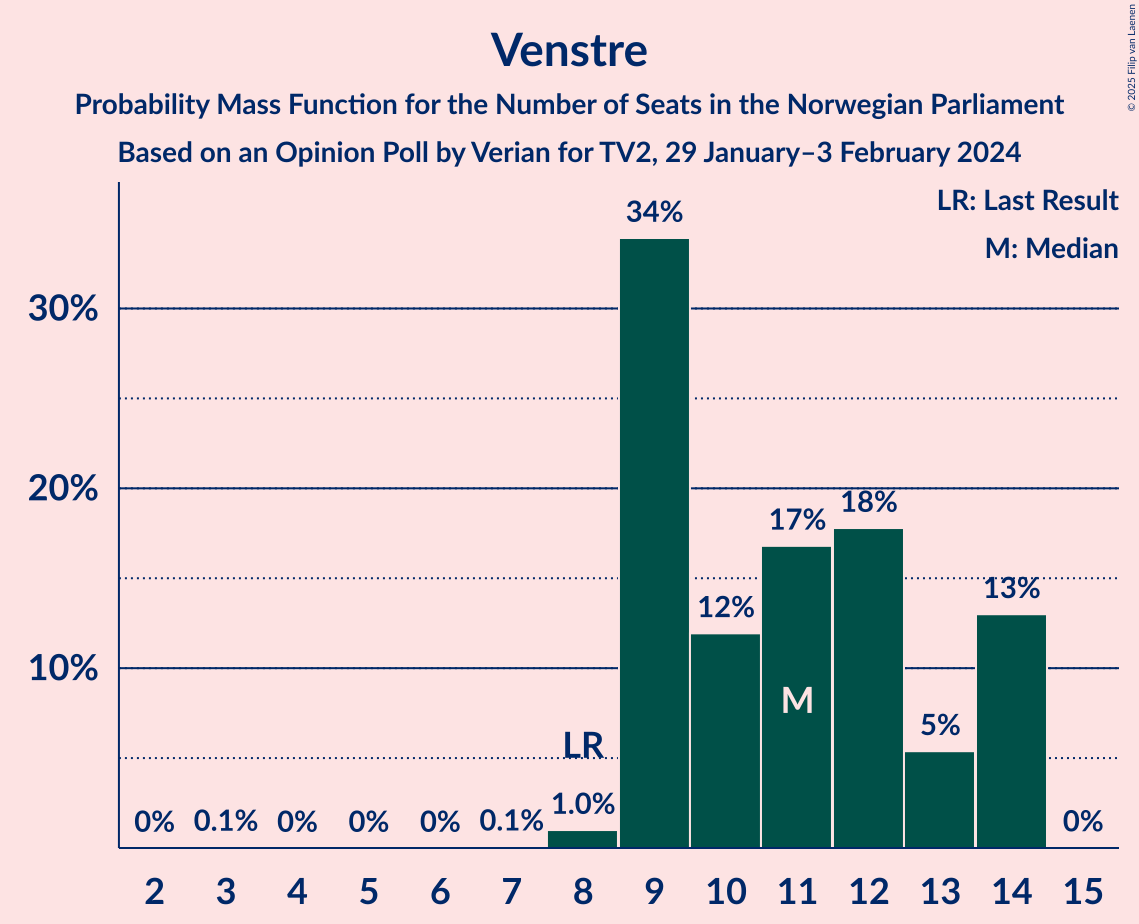 Venstre
Probability Mass Function for the Number of Seats in the Norwegian Parliament
Based on an Opinion Poll by Verian for TV2, 29 January–3 February 2024
© 2025 Filip van Laenen
LR: Last Result
M: Median
34%
30%
20%
18%
17%
13%
12%
10%
M
5%
LR
1.0%
0% 0.1% 0% 0% 0% 0.1% 0%
2 3 4 5 6 7 8 9 10 11 12 13 14 15